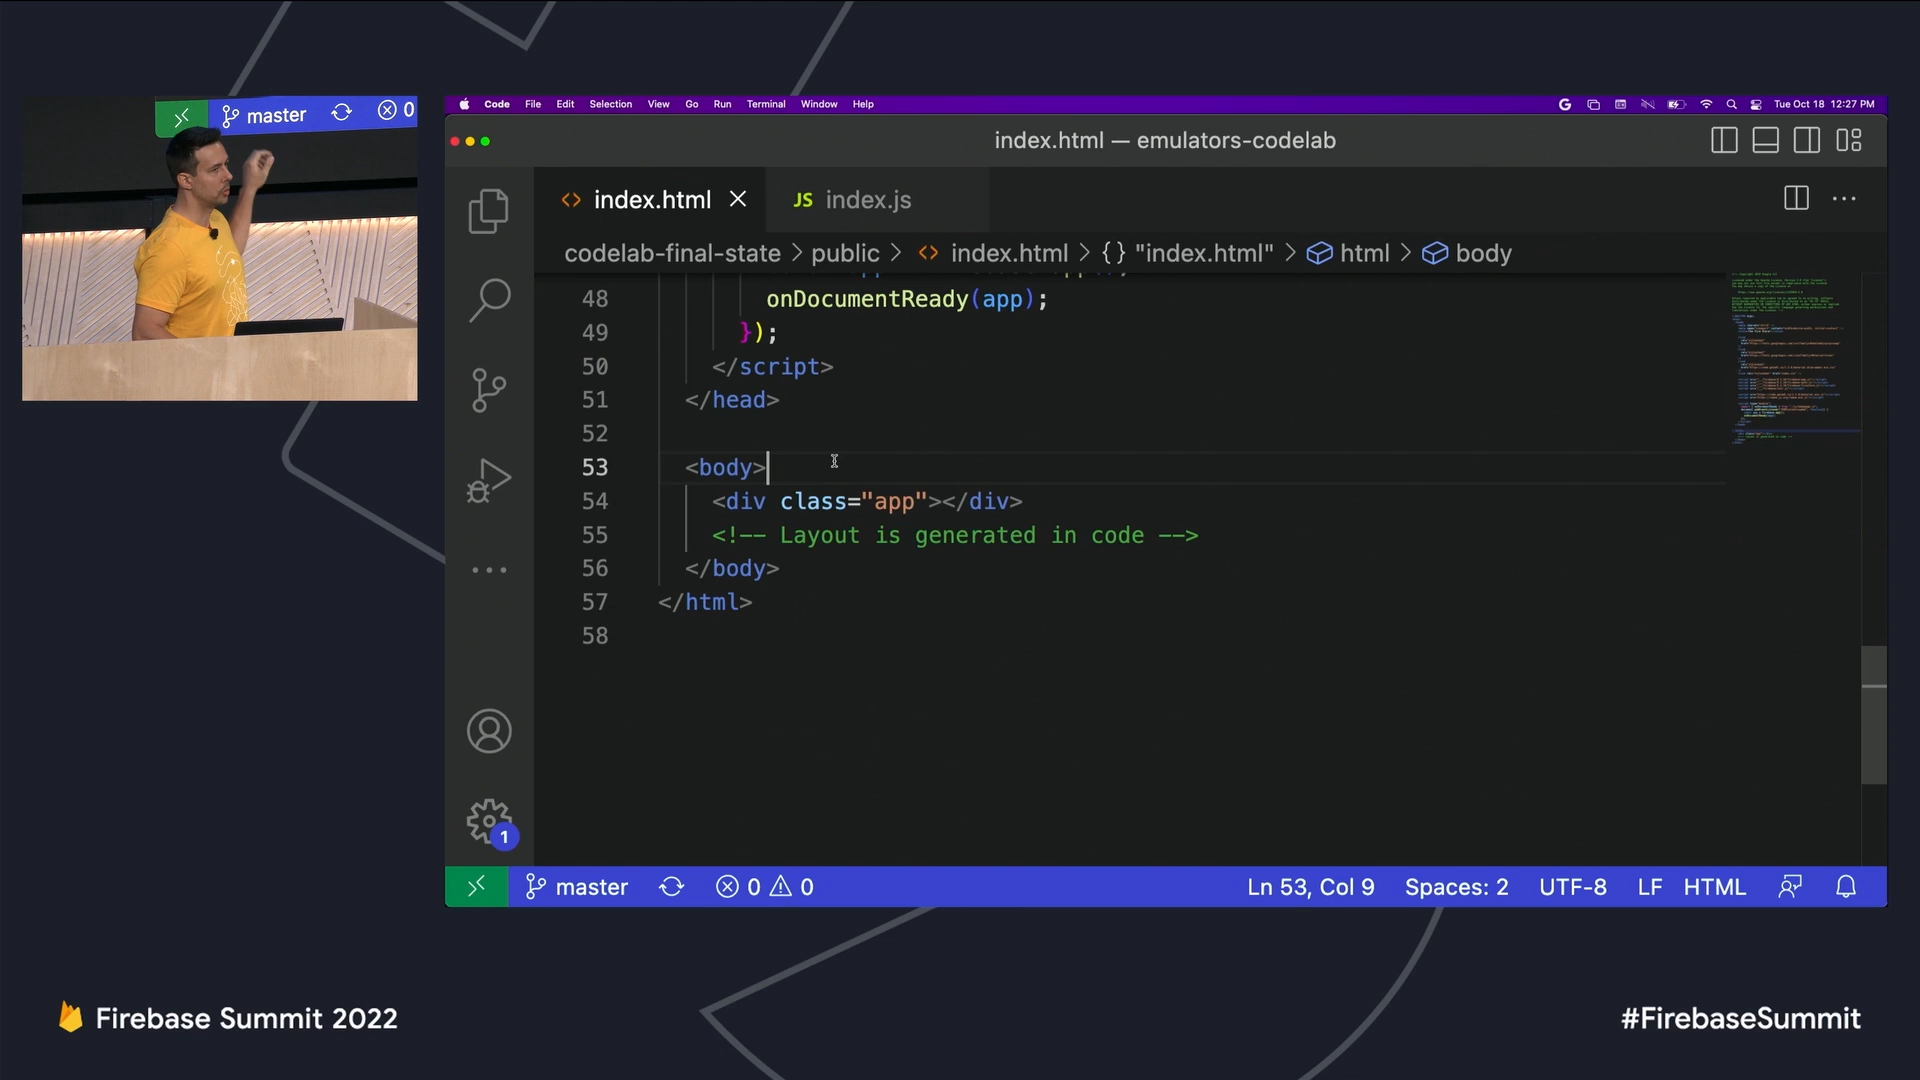 master 0
Code File Edit Selection View Go Run Terminal Window Help
Tue Oct 18 12:27 PM
index.html — emulators-codelab
index.html
JS index.js
codelab-final-state > public > <> index.html > {} "index.html" > html > body
48 onDocumentReady(app);
49 });
50 </script>
51 </head>
52
53 <body>
54 <div class="app"></div>
55 <!-- Layout is generated in code -->
56 </body>
57 </html>
58
1
master 0 0
Ln 53, Col 9 Spaces: 2 UTF-8 LF HTML
Firebase Summit 2022
#FirebaseSummit